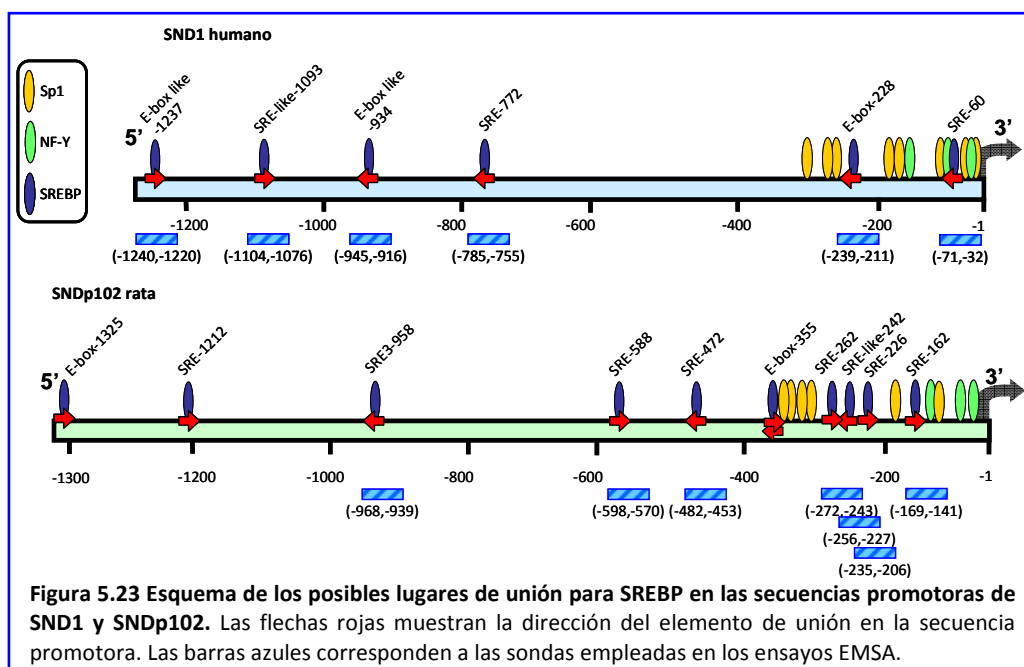 SND1 humano
Sp1
NF-Y
SREBP
E-box like
-1237
SRE-like-1093
E-box like
-934
SRE-772
E-box-228
SRE-60
5’
3’
-1200
-1000
-800
-600
-400
-200
-1
(-1240,-1220)
(-1104,-1076)
(-945,-916)
(-785,-755)
(-239,-211)
(-71,-32)
SNDp102 rata
E-box-1325
SRE-1212
SRE3-958
SRE-588
SRE-472
E-box-355
SRE-262
SRE-like-242
SRE-226
SRE-162
5’
3’
-1300
-1200
-1000
-800
-600
-400
-200
-1
(-968,-939)
(-598,-570)
(-482,-453)
(-272,-243)
(-169,-141)
(-256,-227)
(-235,-206)
Figura 5.23 Esquema de los posibles lugares de unión para SREBP en las secuencias promotoras de
SND1 y SNDp102. Las flechas rojas muestran la dirección del elemento de unión en la secuencia
promotora. Las barras azules corresponden a las sondas empleadas en los ensayos EMSA.